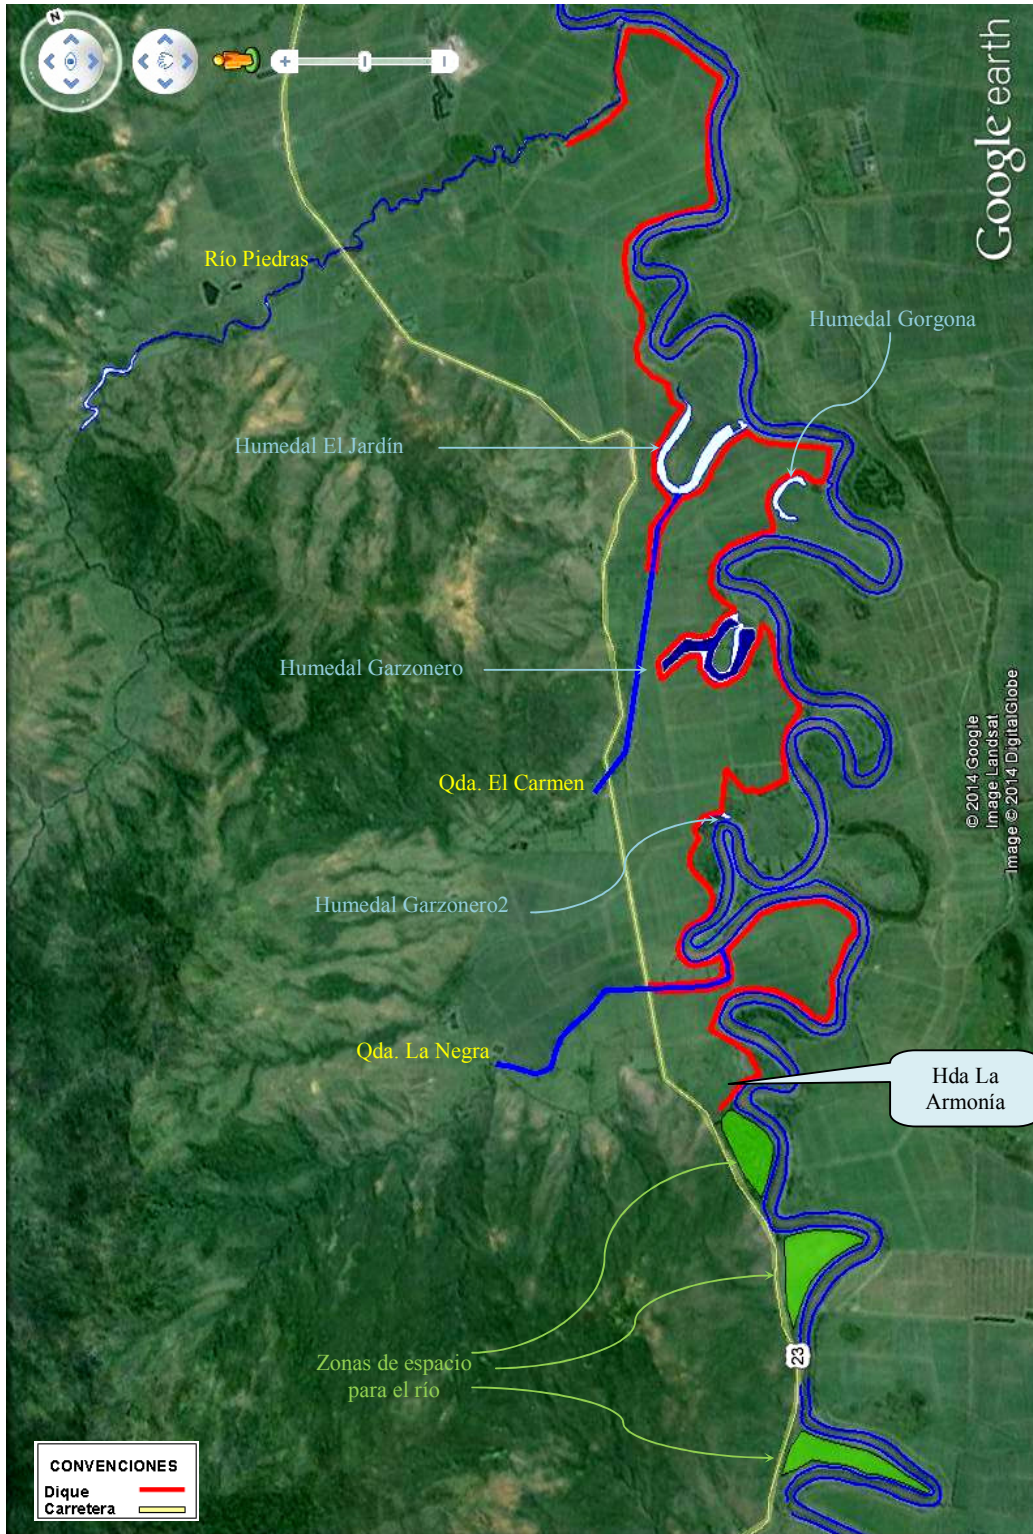 N
Google earth
Río Piedras
Humedal Gorgona
Humedal El Jardín
Humedal Garzonero
© 2014 Google
Image Landsat
Image © 2014 DigitalGlobe
Qda. El Carmen
Humedal Garzonero2
Qda. La Negra
Hda La
Armonía
23
Zonas de espacio
para el río
CONVENCIONES
Dique
Carretera